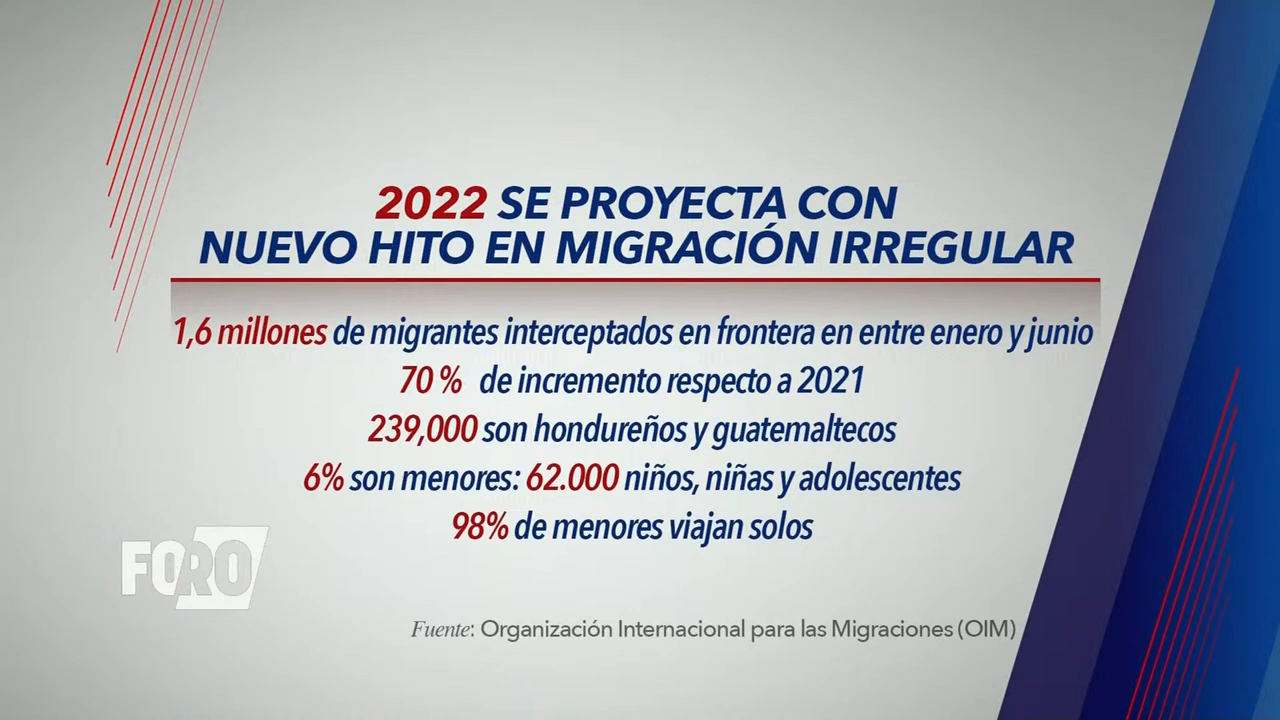 2022 SE PROYECTA CON
NUEVO HITO EN MIGRACIÓN IRREGULAR
1,6 millones de migrantes interceptados en frontera en entre enero y junio
70 % de incremento respecto a 2021
239,000 son hondureños y guatemaltecos
6% son menores: 62.000 niños, niñas y adolescentes
98% de menores viajan solos
FORO
Fuente: Organización Internacional para las Migraciones (OIM)